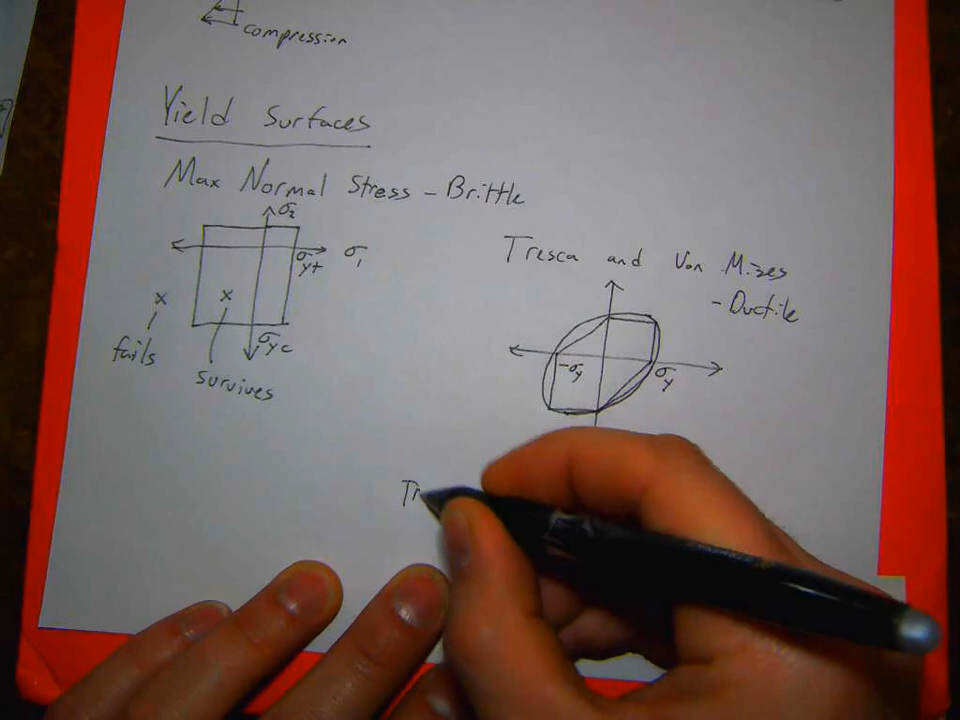 compression
Yield Surfaces
Max Normal Stress - Brittle
σ2
σyt
σ1
x
x
fails
σyc
survives
Tresca and Von Mises
- Ductile
-σy
σy
Tr